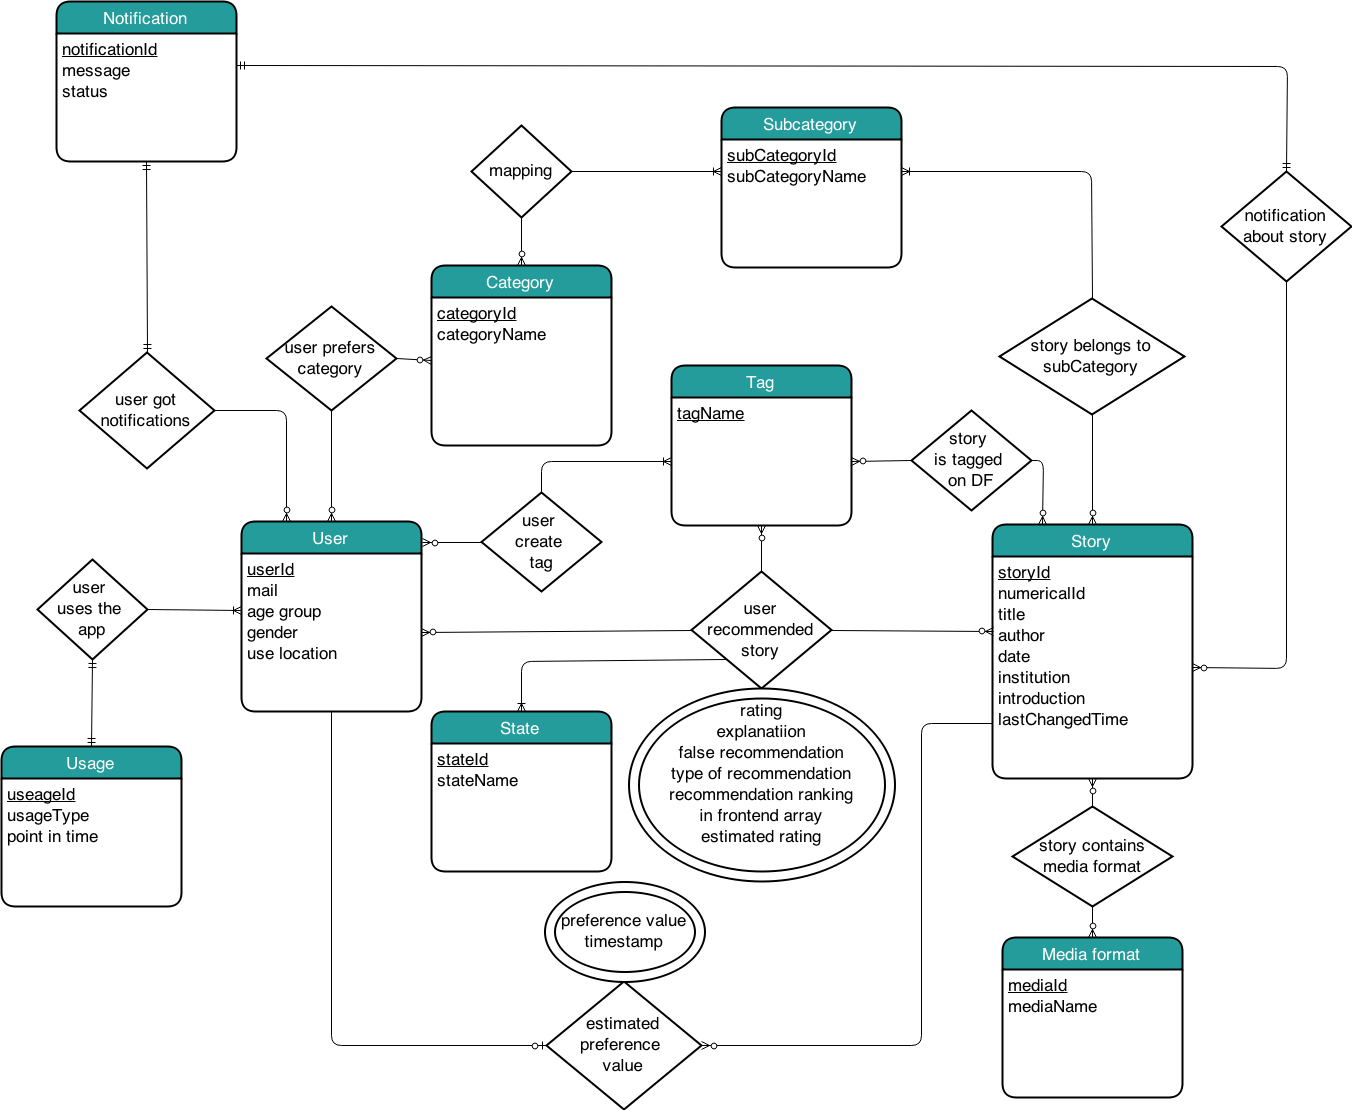 Notification
notificationId
message
status
Subcategory
subCategoryId
subCategoryName
mapping
notification
about story
Category
categoryId
categoryName
user prefers
category
story belongs to
subCategory
user got
notifications
Tag
tagName
story
is tagged
on DF
user
create
tag
User
userId
mail
age group
gender
use location
Story
storyId
numericalId
title
author
date
institution
introduction
lastChangedTime
user
uses the
app
user
recommended
story
State
stateId
stateName
rating
explanatiion
false recommendation
type of recommendation
recommendation ranking
in frontend array
estimated rating
Usage
useageId
usageType
point in time
story contains
media format
preference value
timestamp
Media format
mediaId
mediaName
estimated
preference
value